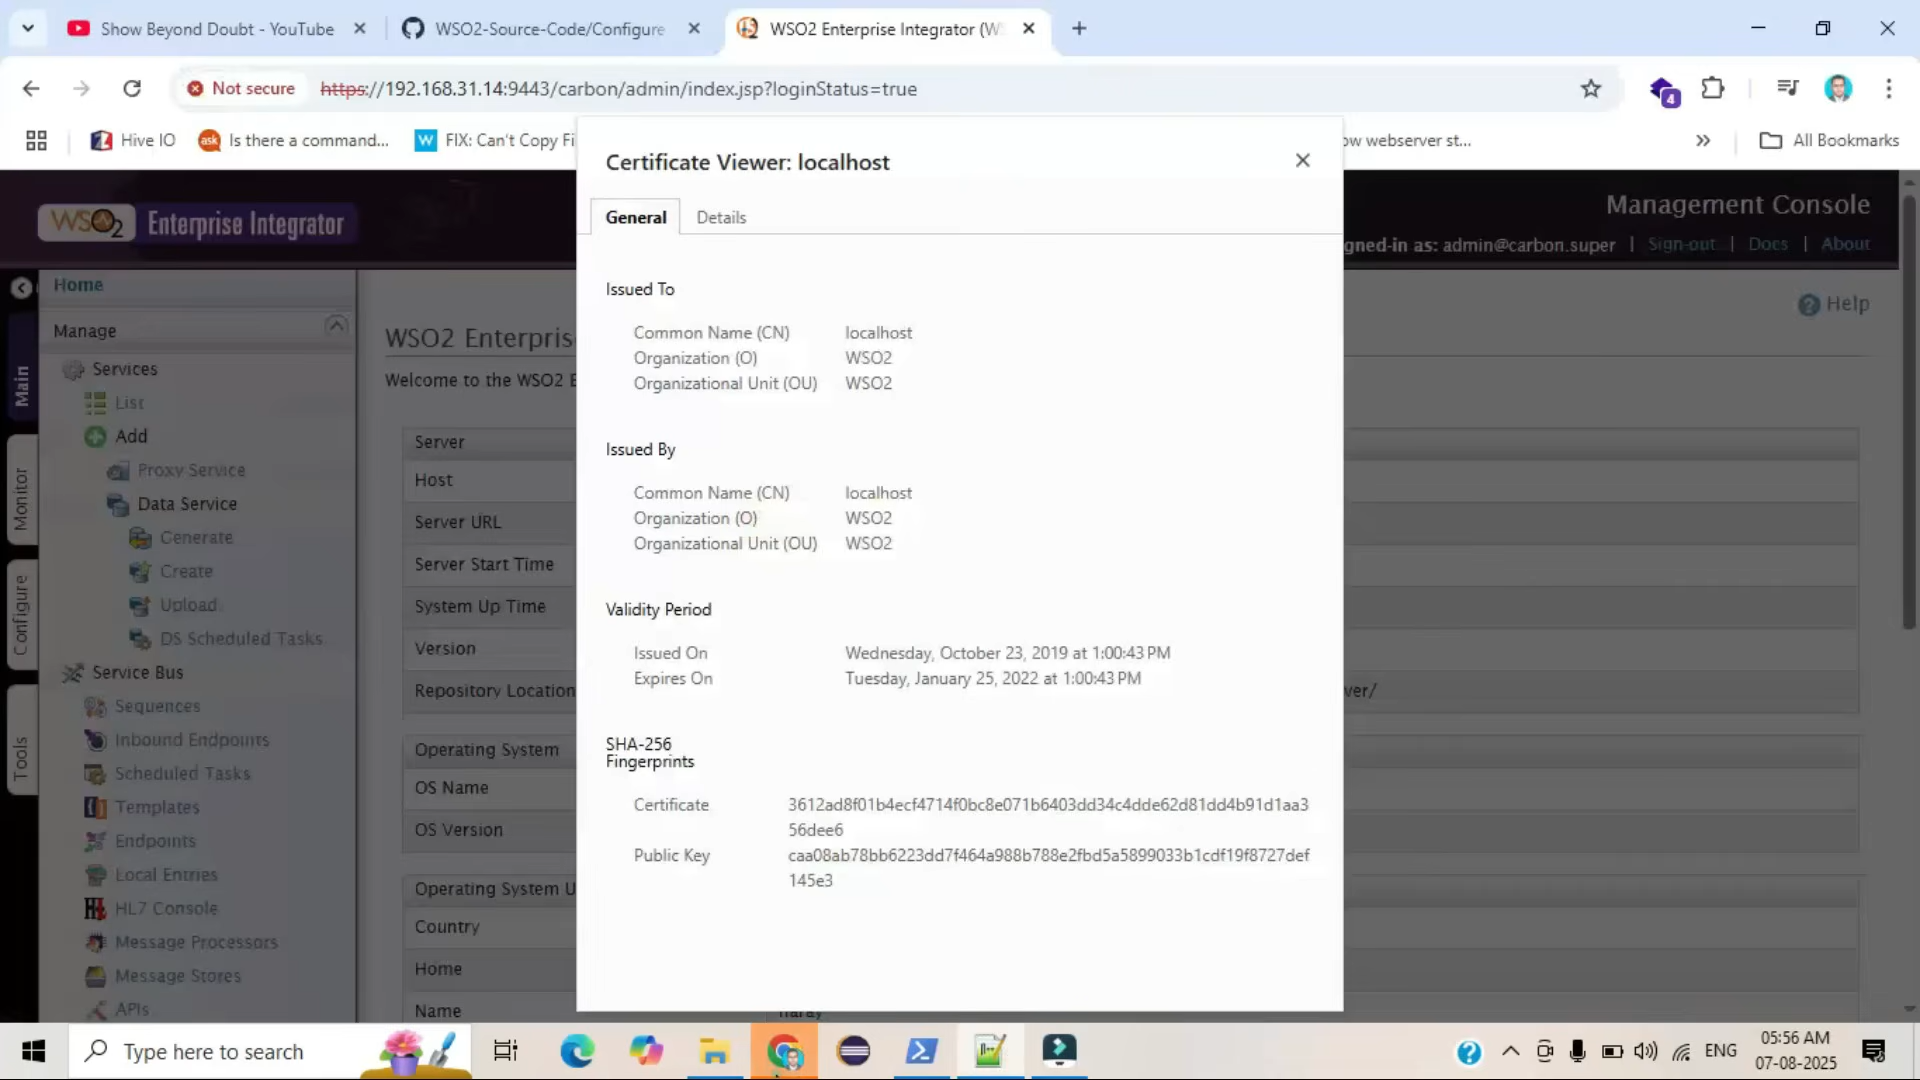 Show Beyond Doubt - YouTube
WSO2-Source-Code/Configure
WSO2 Enterprise Integrator (WS
Not secure
https://192.168.31.14:9443/carbon/admin/index.jsp?loginStatus=true
4
Hive IO
ask
Is there a command...
W
FIX: Can't Copy Fi
ow webserver st...
All Bookmarks
WSO2
Enterprise Integrator
Management Console
gned-in as: admin@carbon.super | Sign-out | Docs | About
Main
Monitor
Configure
Tools
Home
Manage
Services
List
Add
Proxy Service
Data Service
Generate
Create
Upload
DS Scheduled Tasks
Service Bus
Sequences
Inbound Endpoints
Scheduled Tasks
Templates
Endpoints
Local Entries
HL7 Console
Message Processors
Message Stores
APIs
Help
WSO2 Enterpris
Welcome to the WSO2 E
Server
Host
Server URL
Server Start Time
System Up Time
Version
Repository Location
ver/
Operating System
OS Name
OS Version
Operating System U
Country
Home
Name
Certificate Viewer: localhost
General
Details
Issued To
Common Name (CN) localhost
Organization (O) WSO2
Organizational Unit (OU) WSO2
Issued By
Common Name (CN) localhost
Organization (O) WSO2
Organizational Unit (OU) WSO2
Validity Period
Issued On Wednesday, October 23, 2019 at 1:00:43 PM
Expires On Tuesday, January 25, 2022 at 1:00:43 PM
SHA-256
Fingerprints
Certificate 3612ad8f01b4ecf4714f0bc8e071b6403dd34c4dde62d81dd4b91d1aa3
56dee6
Public Key caa08ab78bb6223dd7f464a988b788e2fbd5a5899033b1cdf19f8727def
145e3
Type here to search
ENG
05:56 AM
07-08-2025